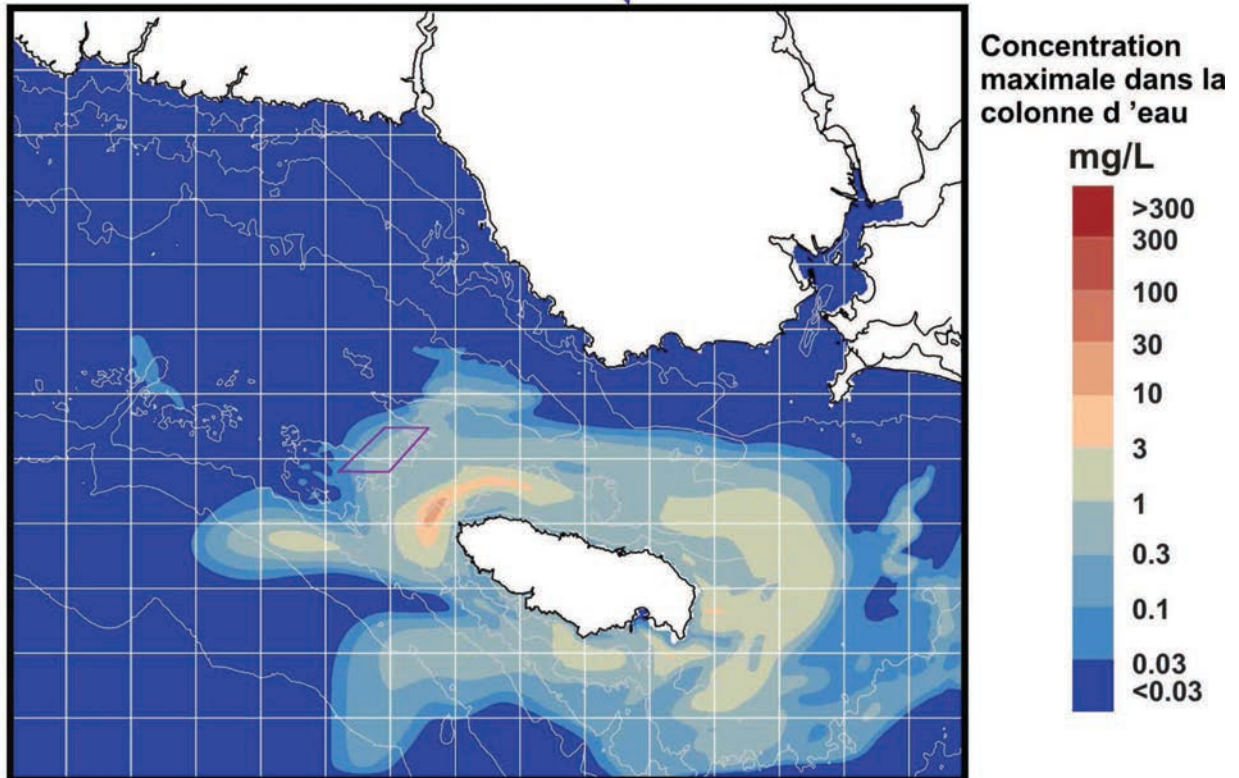 Concentration
maximale dans la
colonne d 'eau
mg/L
>300
300
100
30
10
3
1
0.3
0.1
0.03
<0.03